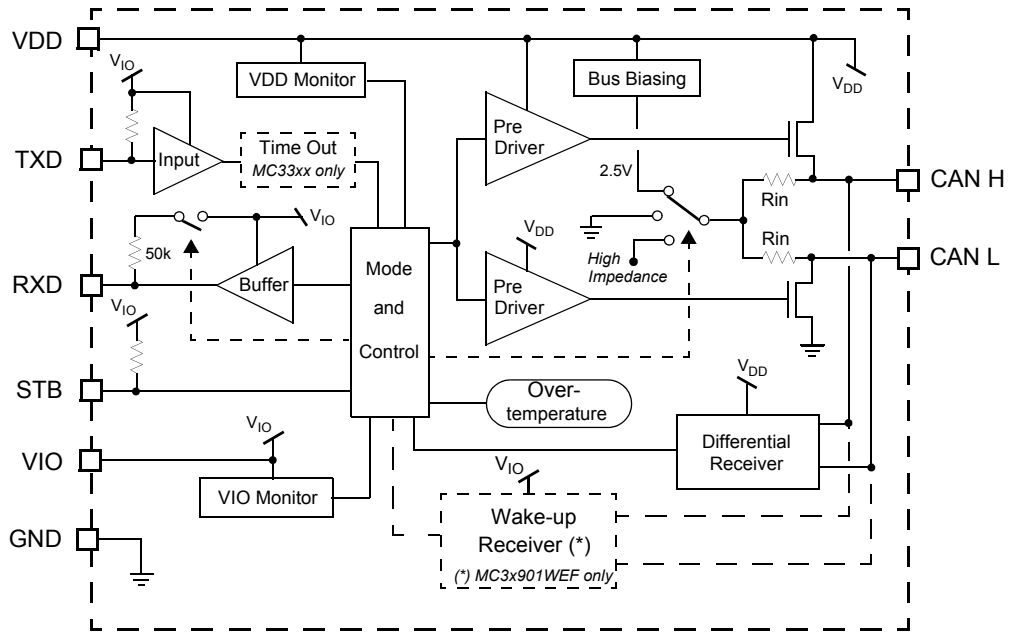 VDD
VIO
VDD Monitor
Bus Biasing
VDD
TXD
Input
Time Out
MC33xx only
Pre
Driver
2.5V
Rin
CAN H
VIO
50k
RXD
Buffer
Mode
and
Control
VDD
Pre
Driver
High
Impedance
Rin
CAN L
VIO
STB
Over-
temperature
VDD
Differential
Receiver
VIO
VIO
VIO Monitor
VIO
Wake-up
Receiver (*)
(*) MC3x901WEF only
GND